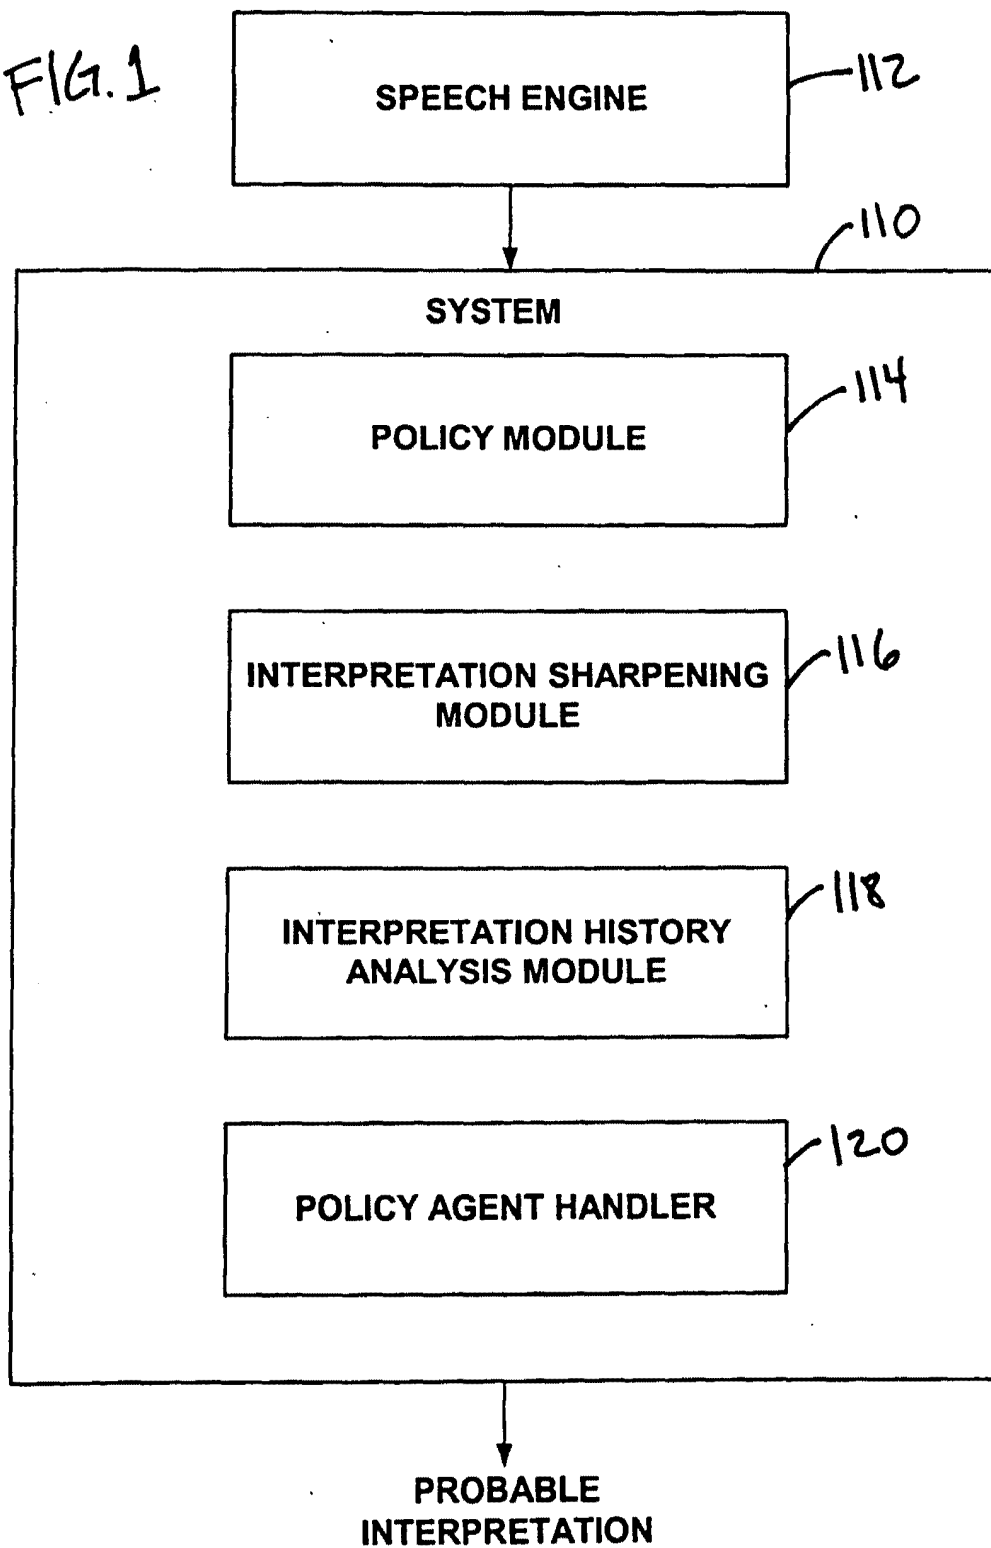 FIG. 1
SPEECH ENGINE
112
110
SYSTEM
114
POLICY MODULE
116
INTERPRETATION SHARPENING
MODULE
118
INTERPRETATION HISTORY
ANALYSIS MODULE
120
POLICY AGENT HANDLER
PROBABLE
INTERPRETATION